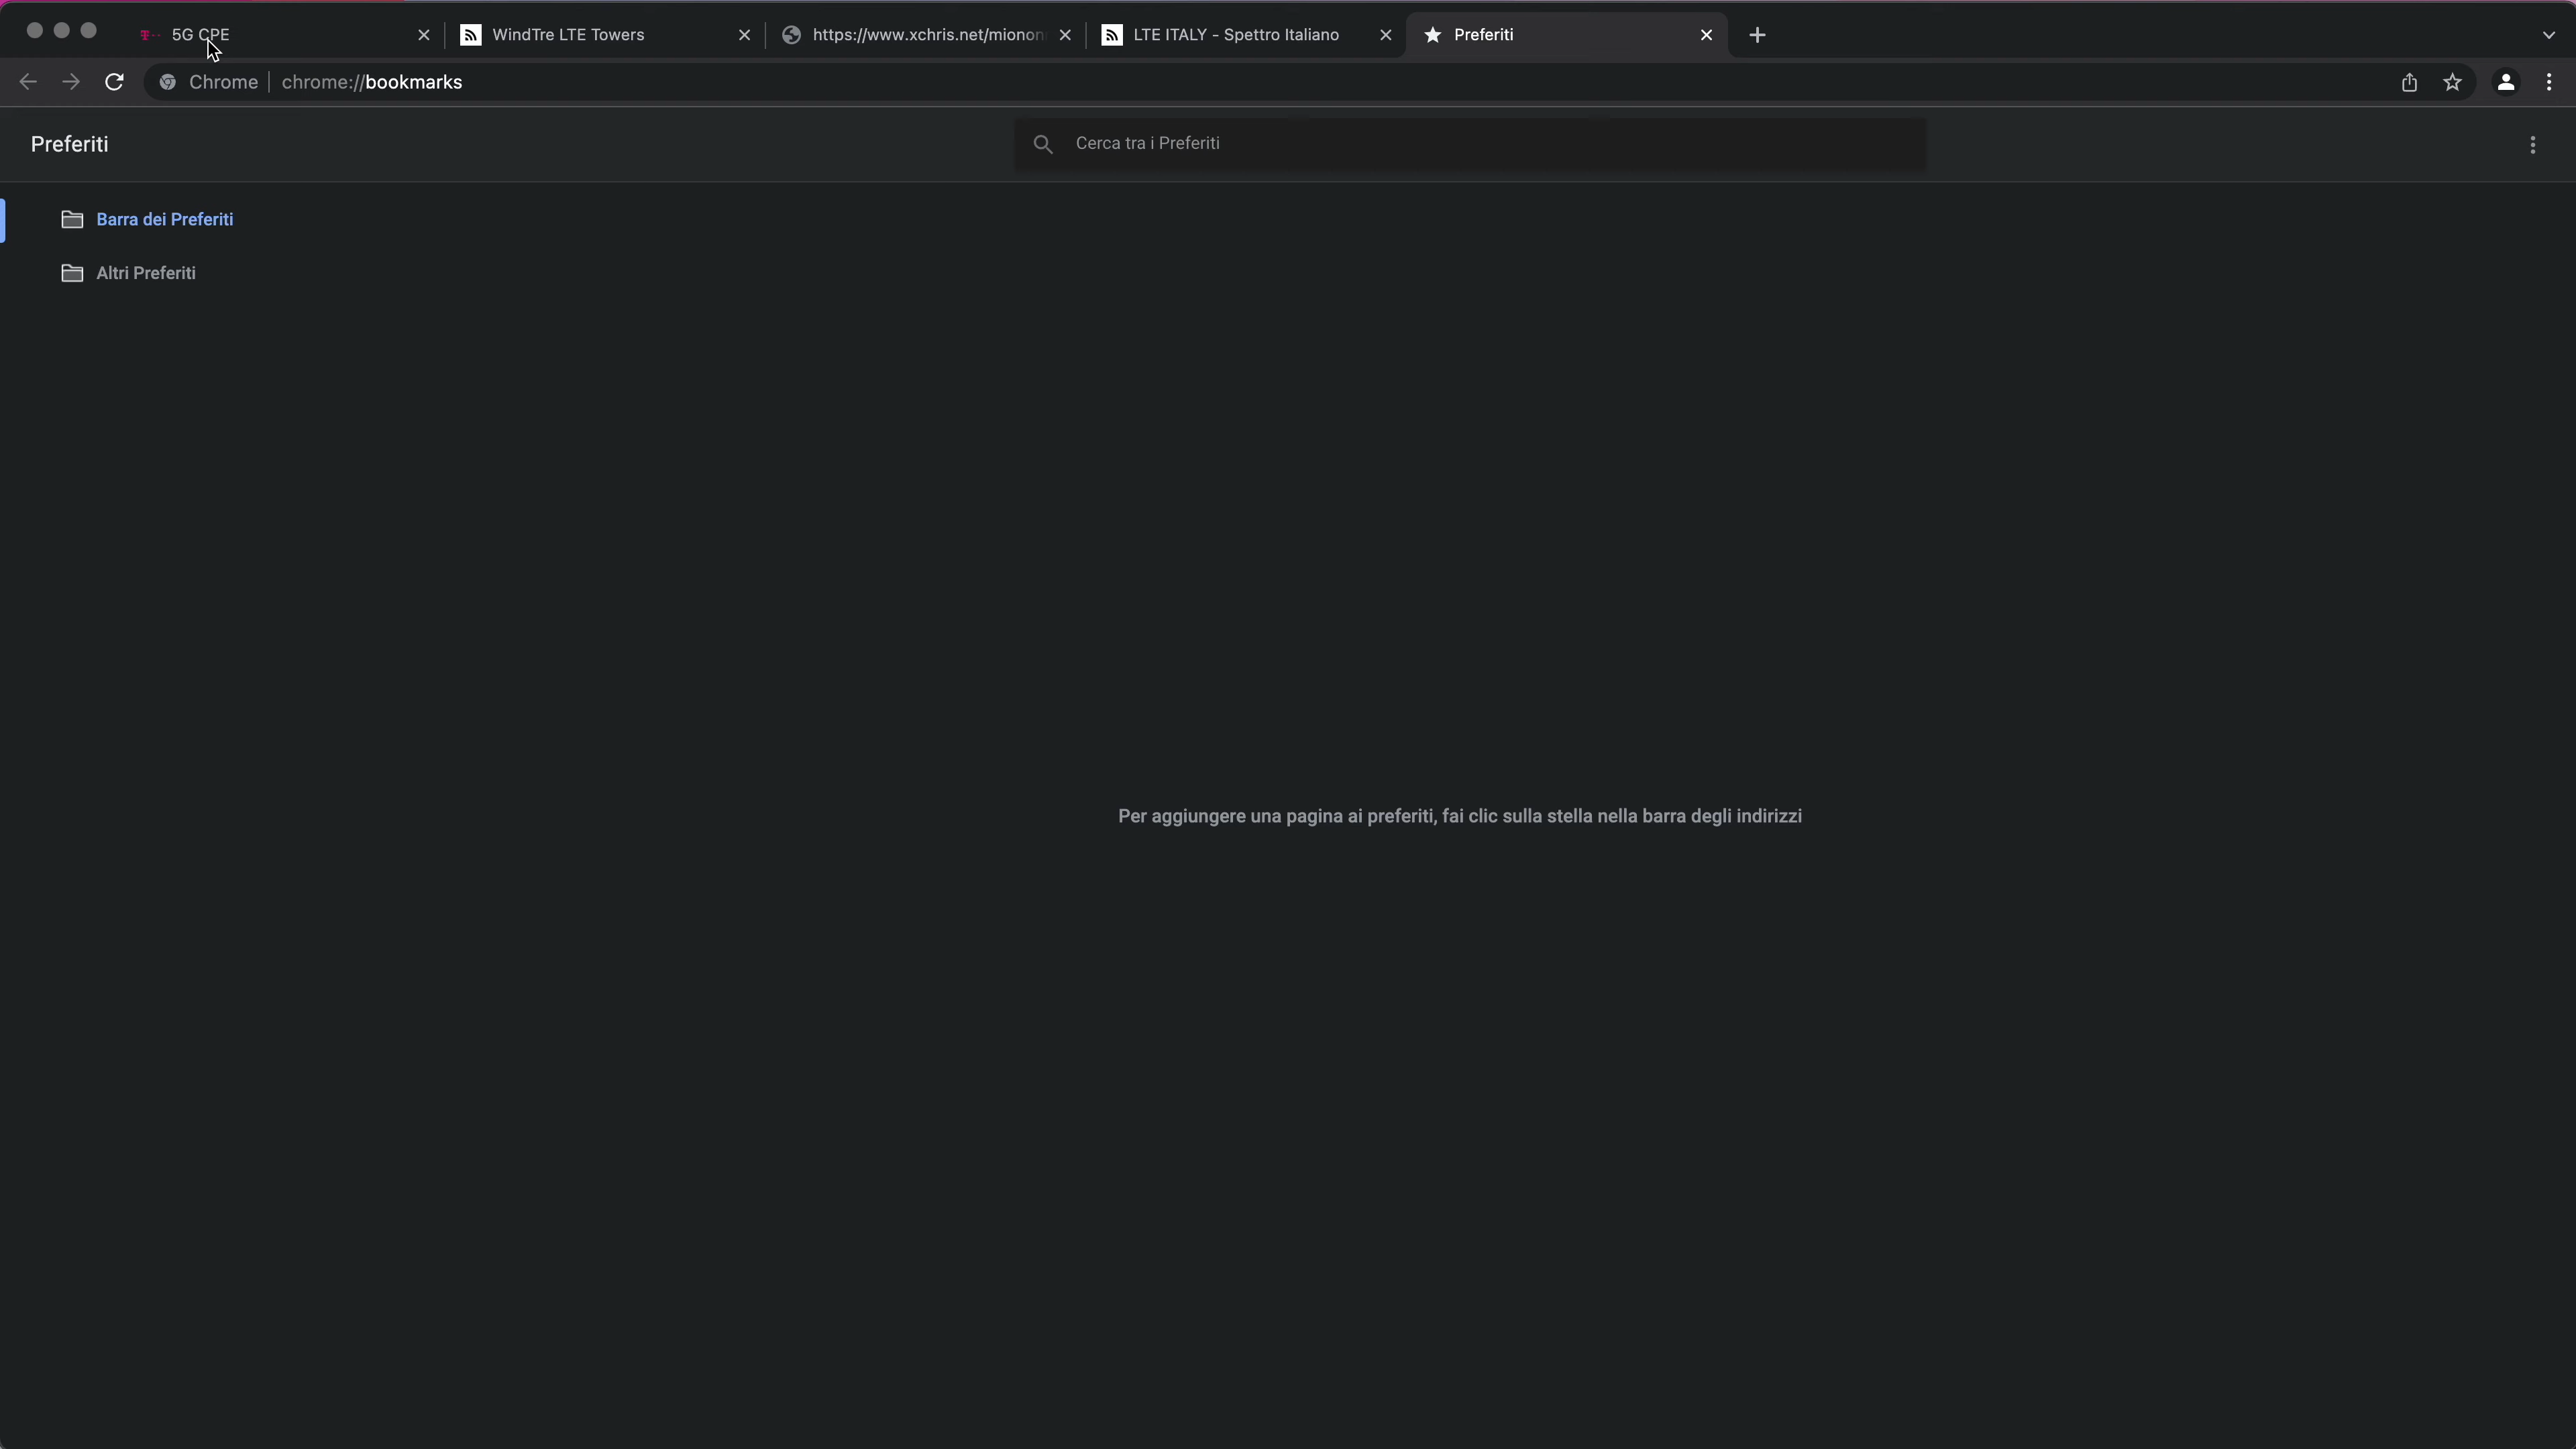 5G CPE
WindTre LTE Towers
https://www.xchris.net/mionon
LTE ITALY - Spettro Italiano
Preferiti
Chrome
chrome://bookmarks
Preferiti
Cerca tra i Preferiti
Barra dei Preferiti
Altri Preferiti
Per aggiungere una pagina ai preferiti, fai clic sulla stella nella barra degli indirizzi